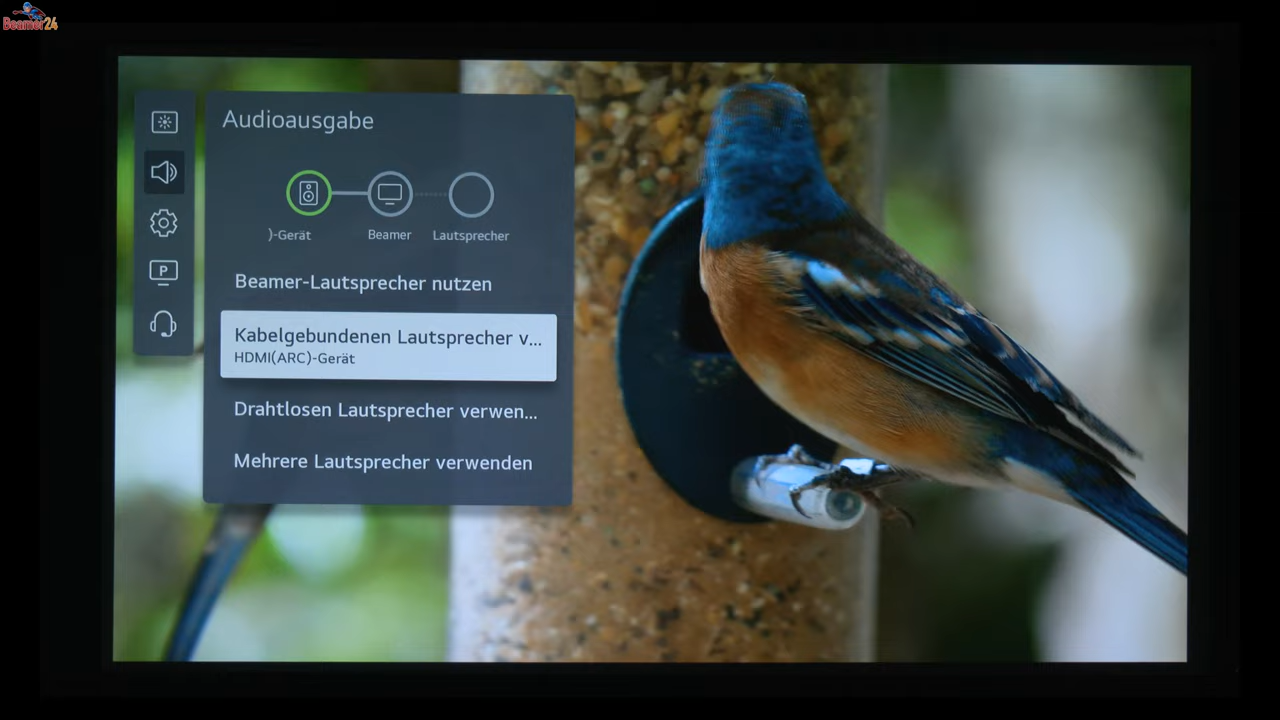 Beamer24
Audioausgabe
)-Gerät
Beamer
Lautsprecher
Beamer-Lautsprecher nutzen
Kabelgebundenen Lautsprecher v...
HDMI(ARC)-Gerät
Drahtlosen Lautsprecher verwen...
Mehrere Lautsprecher verwenden
P